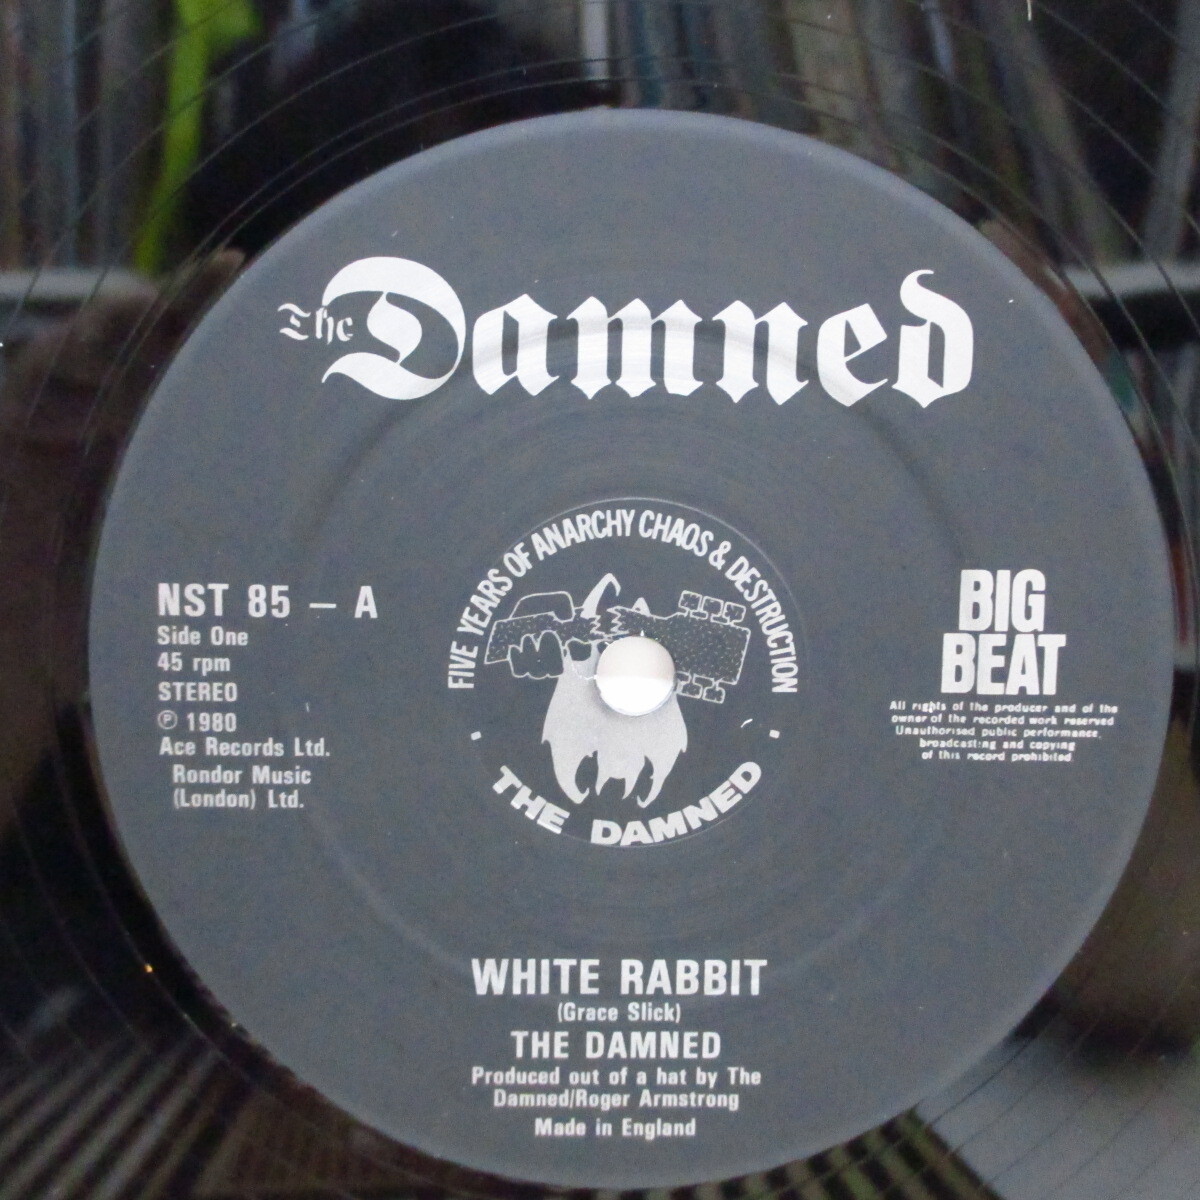 The Damned
FIVE YEARS OF ANARCHY CHAOS & DESTRUCTION
THE DAMNED
NST 85 – A
Side One
45 rpm
STEREO
℗ 1980
Ace Records Ltd.
Rondor Music
(London) Ltd.
BIG
BEAT
All rights of the producer and of the
owner of the recorded work reserved
Unauthorised public performance,
broadcasting and copying
of this record prohibited.
WHITE RABBIT
(Grace Slick)
THE DAMNED
Produced out of a hat by The
Damned/Roger Armstrong
Made in England